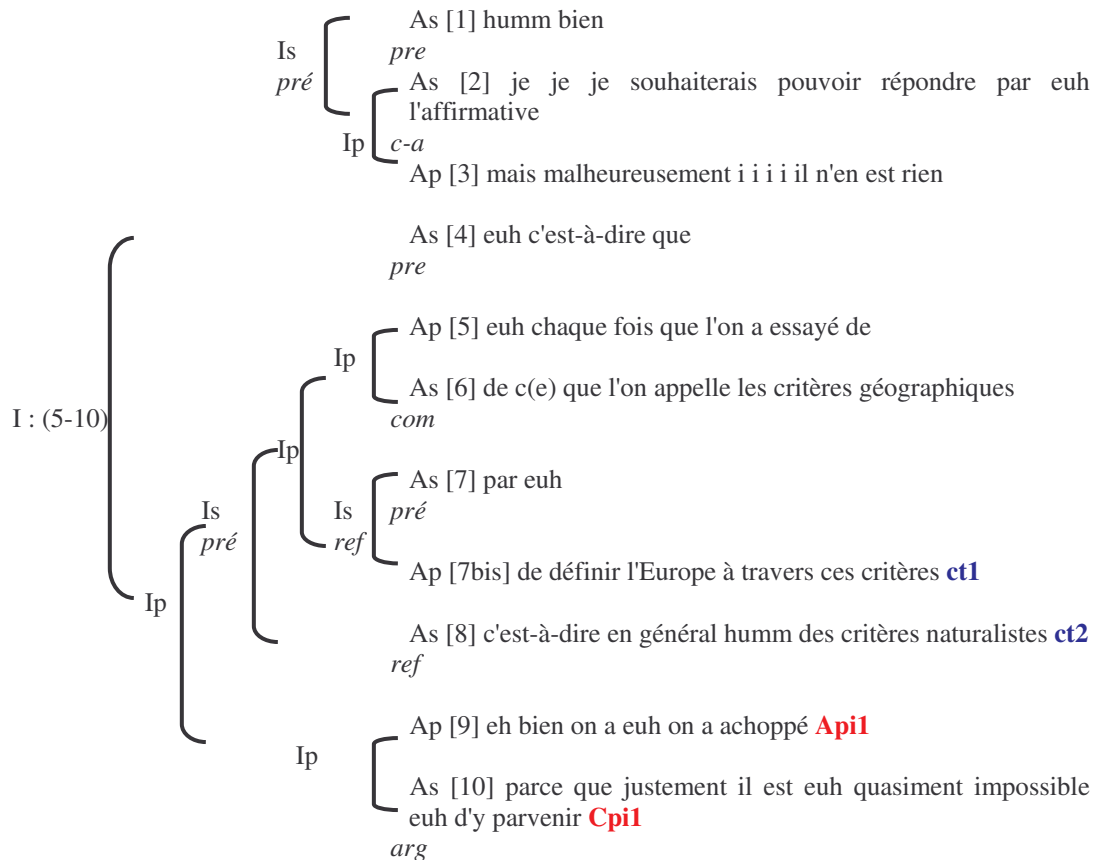 As [1] humm bien
Is
pre
pré
As [2] je je je souhaiterais pouvoir répondre par euh
l'affirmative
Ip
c-a
Ap [3] mais malheureusement i i i i il n'en est rien
As [4] euh c'est-à-dire que
pre
Ap [5] euh chaque fois que l'on a essayé de
Ip
As [6] de c(e) que l'on appelle les critères géographiques
com
I : (5-10)
Ip
As [7] par euh
Is
pré
Is
pré
ref
Ap [7bis] de définir l'Europe à travers ces critères ct1
Ip
As [8] c'est-à-dire en général humm des critères naturalistes ct2
ref
Ap [9] eh bien on a euh on a achoppé Api1
Ip
As [10] parce que justement il est euh quasiment impossible
euh d'y parvenir Cpi1
arg